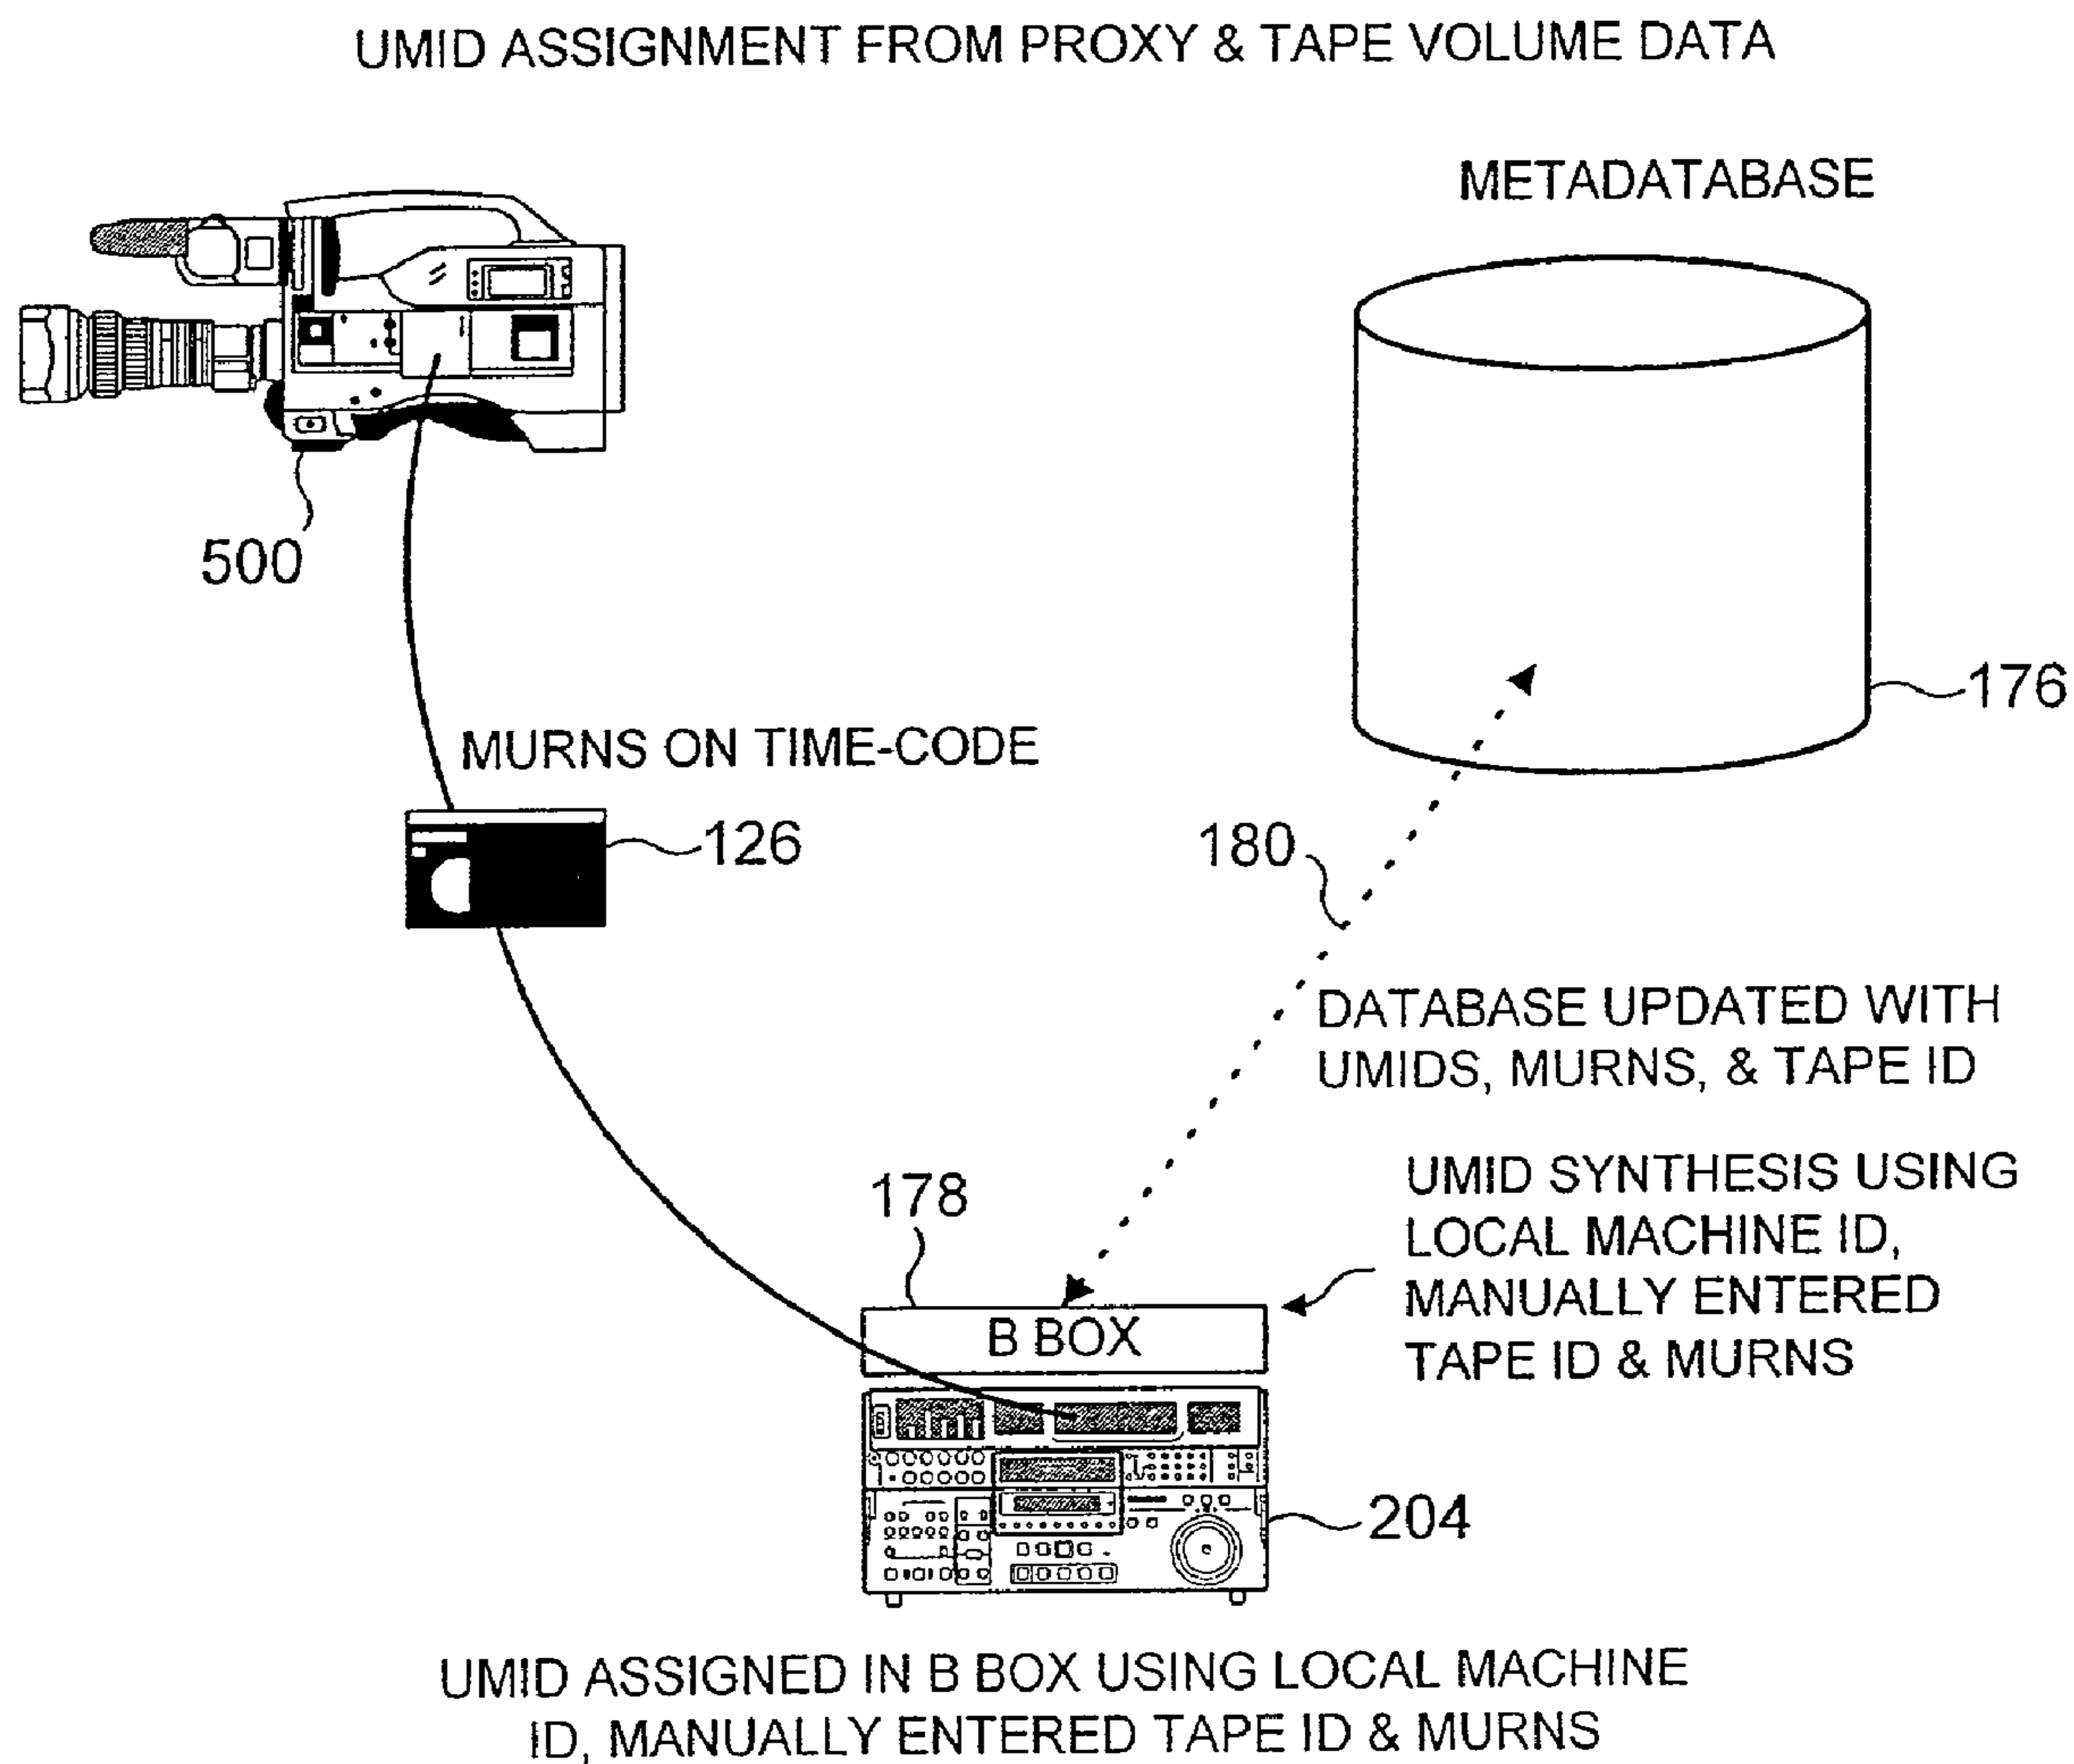 UMID ASSIGNMENT FROM PROXY & TAPE VOLUME DATA
METADATABASE
500
176
MURNS ON TIME-CODE
126
180
DATABASE UPDATED WITH
UMIDS, MURNS, & TAPE ID
178
UMID SYNTHESIS USING
LOCAL MACHINE ID,
MANUALLY ENTERED
TAPE ID & MURNS
B BOX
204
UMID ASSIGNED IN B BOX USING LOCAL MACHINE
ID, MANUALLY ENTERED TAPE ID & MURNS